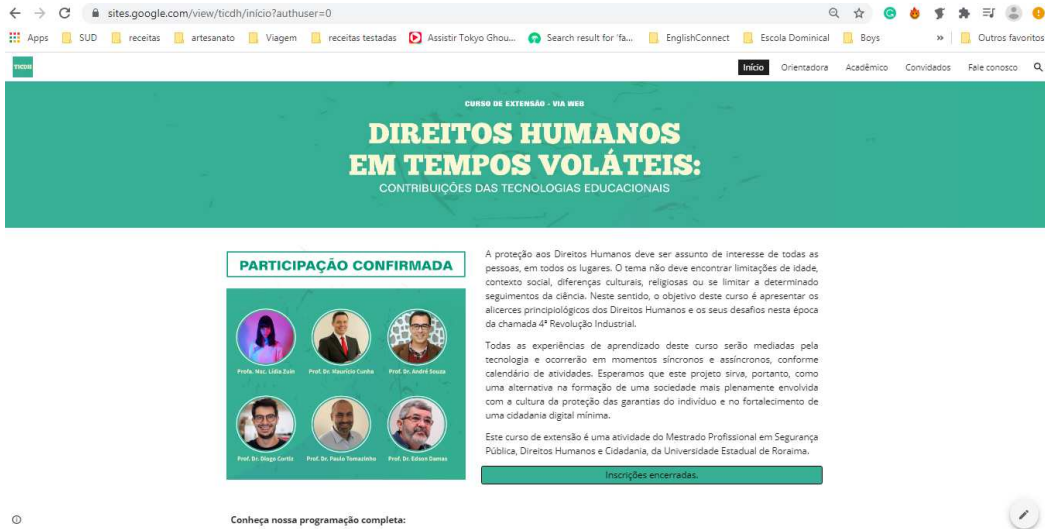 sites.google.com/view/ticdh/início?authuser=0
Apps SUD receitas artesanato Viagem receitas testadas Assistir Tokyo Ghou... Search result for 'fa... EnglishConnect Escola Dominical Boys » Outros favoritos
TICDH Início Orientadora Acadêmico Convidados Fale conosco
CURSO DE EXTENSÃO - VIA WEB
DIREITOS HUMANOS
EM TEMPOS VOLÁTEIS:
CONTRIBUIÇÕES DAS TECNOLOGIAS EDUCACIONAIS
PARTICIPAÇÃO CONFIRMADA
Profa. Msc. Lidia Zuin Prof. Dr. Maurício Cunha Prof. Dr. André Souza
Prof. Dr. Diogo Cortiz Prof. Dr. Paulo Tomazinho Prof. Dr. Edson Damas
A proteção aos Direitos Humanos deve ser assunto de interesse de todas as
pessoas, em todos os lugares. O tema não deve encontrar limitações de idade,
contexto social, diferenças culturais, religiosas ou se limitar a determinado
seguimentos da ciência. Neste sentido, o objetivo deste curso é apresentar os
alicerces principiológicos dos Direitos Humanos e os seus desafios nesta época
da chamada 4ª Revolução Industrial.
Todas as experiências de aprendizado deste curso serão mediadas pela
tecnologia e ocorrerão em momentos síncronos e assíncronos, conforme
calendário de atividades. Esperamos que este projeto sirva, portanto, como
uma alternativa na formação de uma sociedade mais plenamente envolvida
com a cultura da proteção das garantias do indivíduo e no fortalecimento de
uma cidadania digital mínima.
Este curso de extensão é uma atividade do Mestrado Profissional em Segurança
Pública, Direitos Humanos e Cidadania, da Universidade Estadual de Roraima.
Inscrições encerradas.
Conheça nossa programação completa: